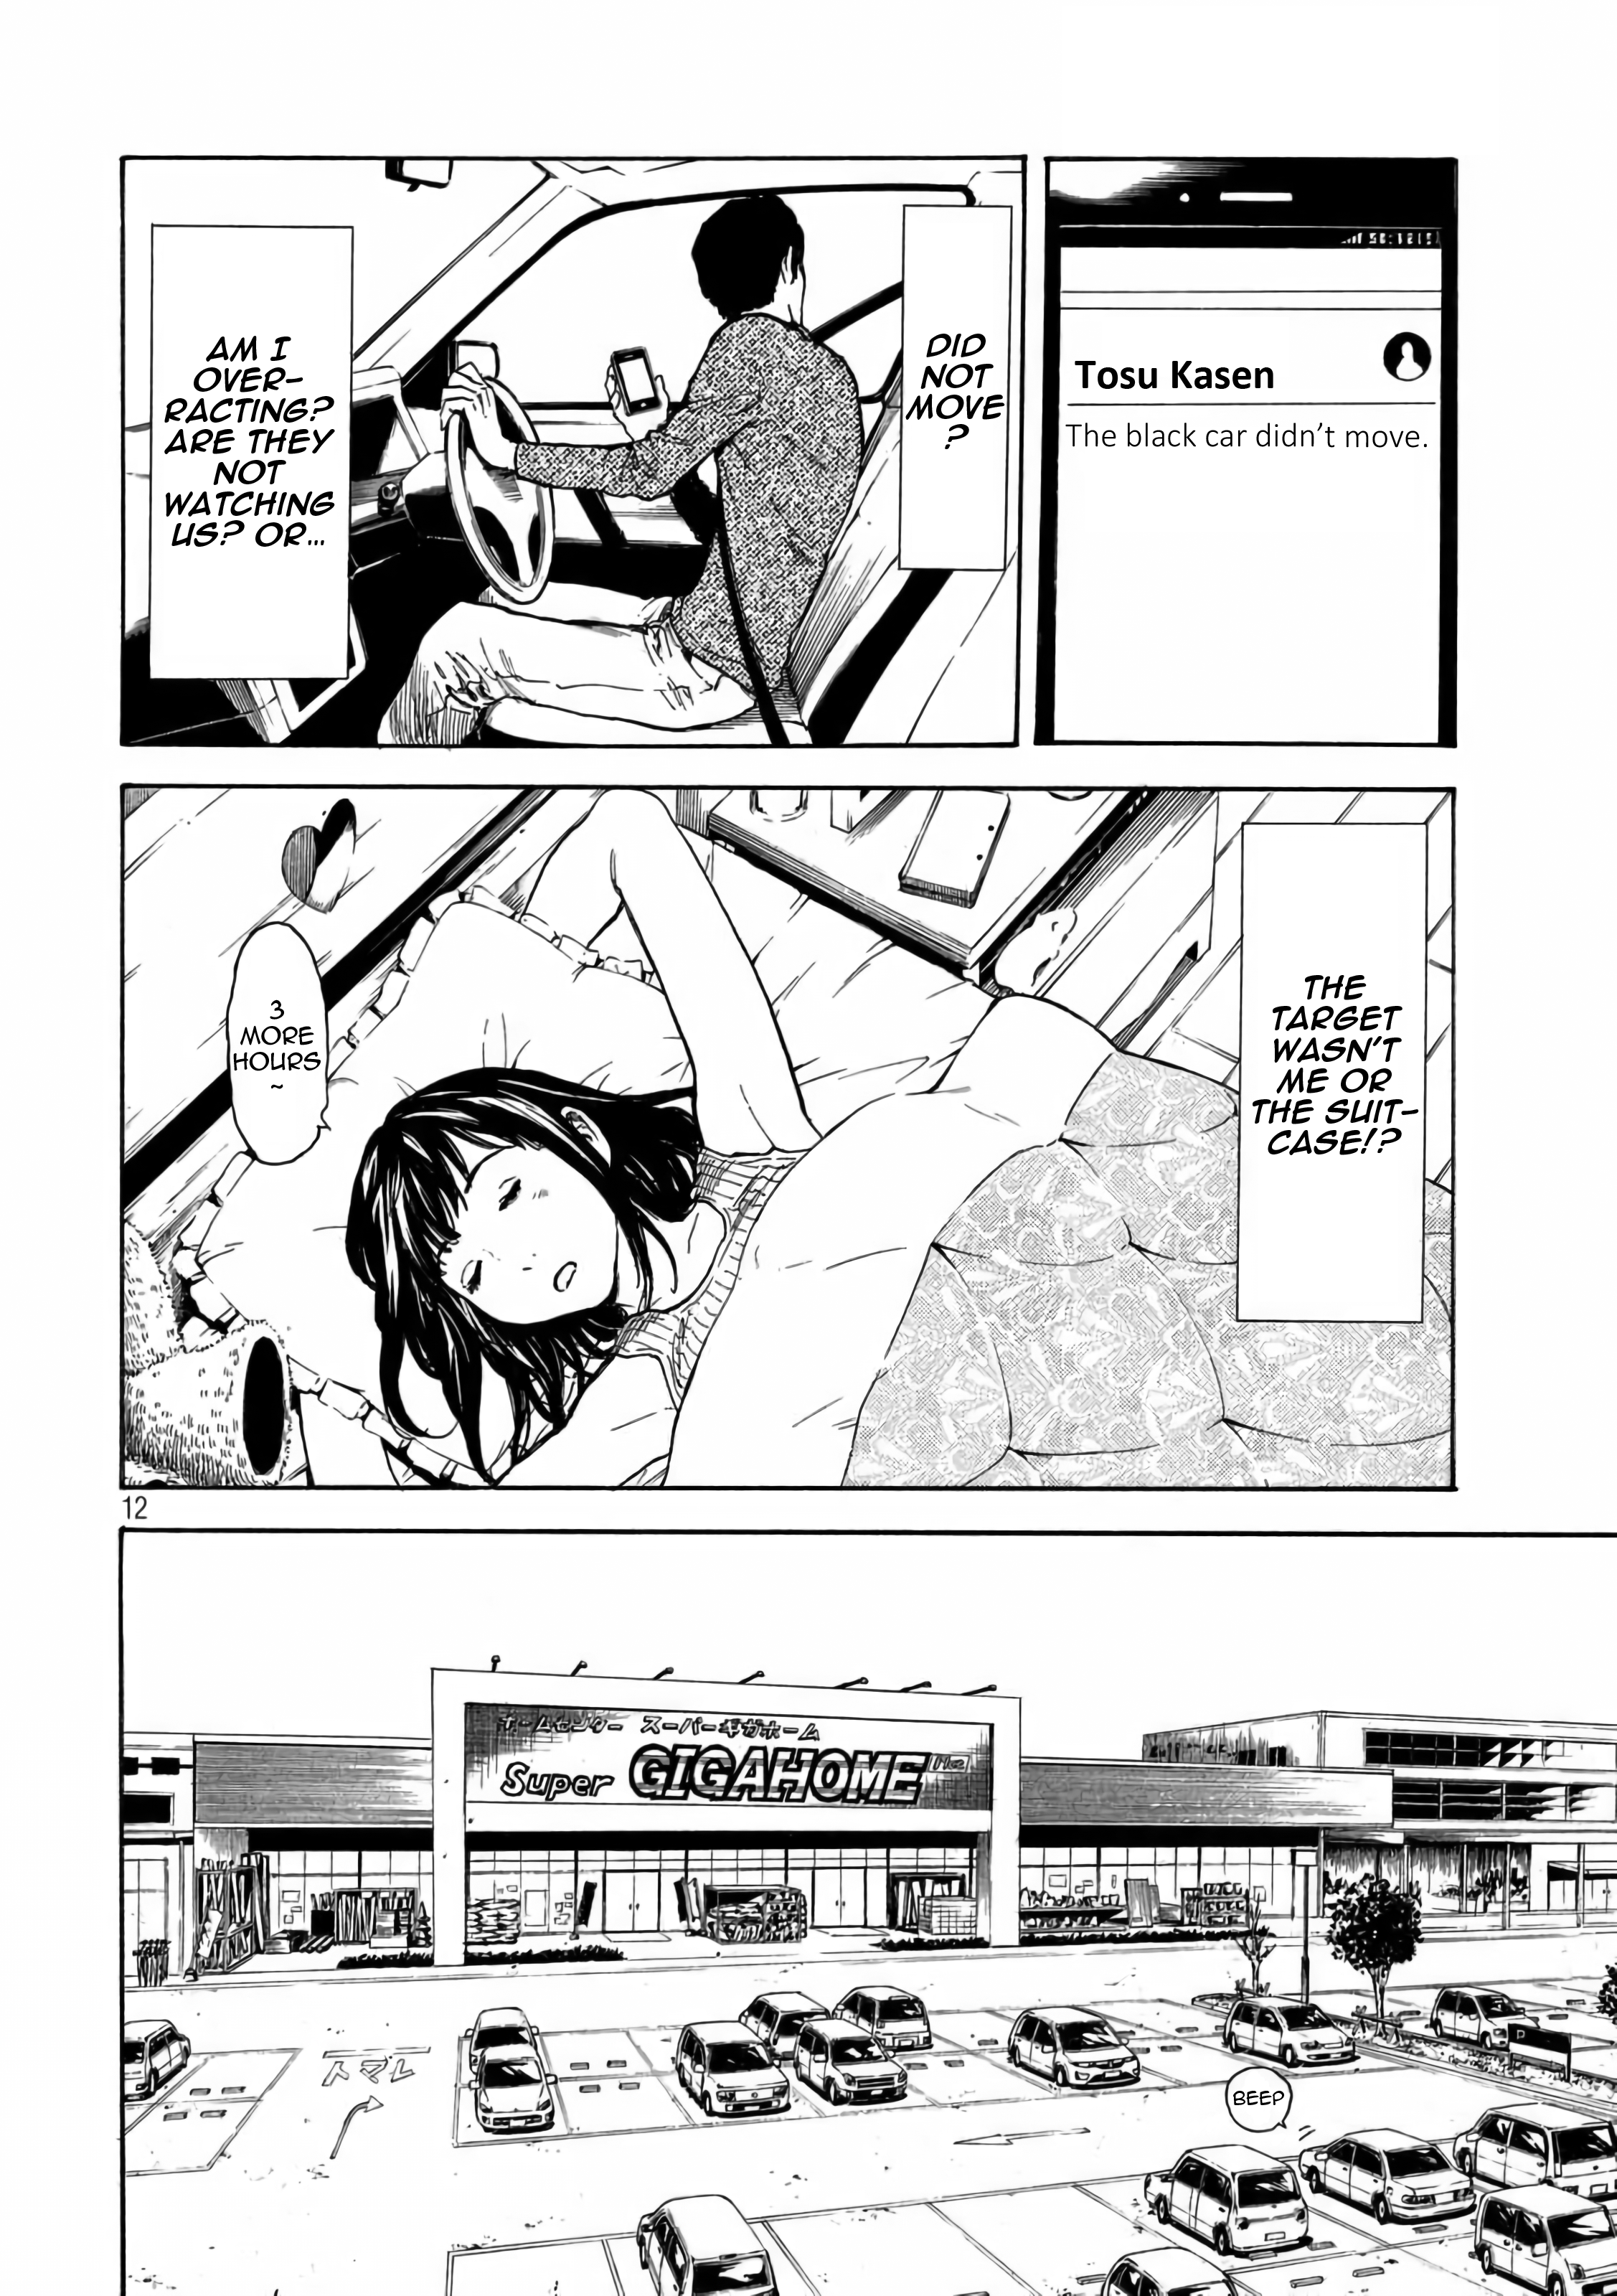 Tosu Kasen
The black car didn't move.
DID
NOT
MOVE
?
AM I
OVER-
RACTING?
ARE THEY
NOT
WATCHING
US? OR...
THE
TARGET
WASN'T
ME OR
THE SUIT-
CASE!?
3
MORE
HOURS
~
12
ホームセンター スーパーギガホーム
Super GIGAHOME
トマレ
P
BEEP